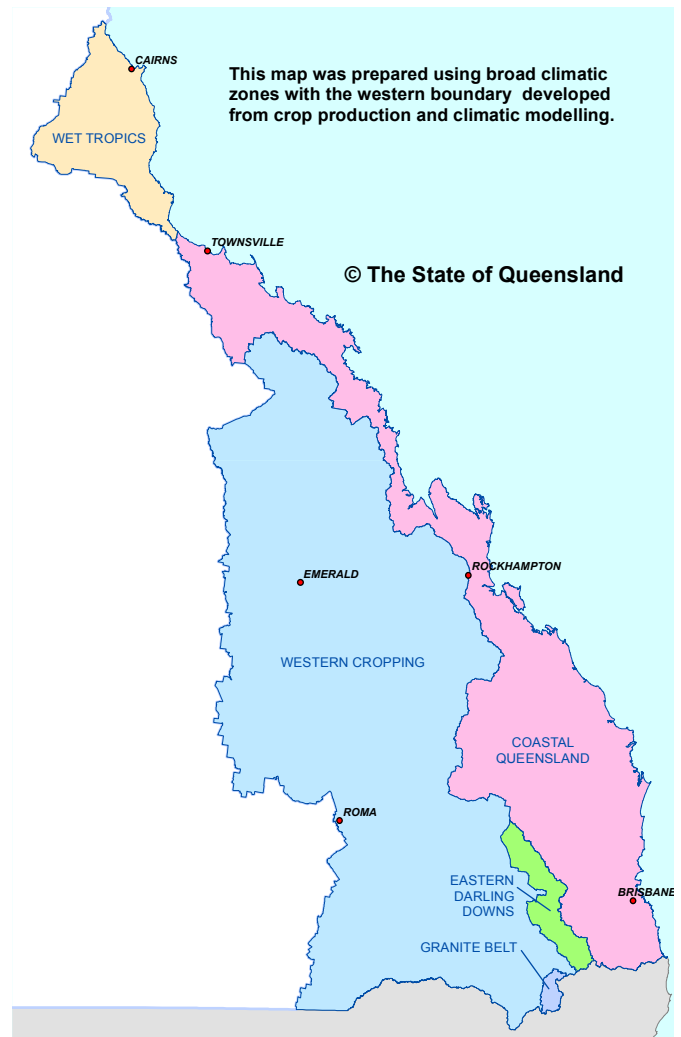 CAIRNS
This map was prepared using broad climatic
zones with the western boundary developed
from crop production and climatic modelling.
WET TROPICS
TOWNSVILLE
© The State of Queensland
EMERALD
ROCKHAMPTON
WESTERN CROPPING
COASTAL
QUEENSLAND
ROMA
EASTERN
DARLING
DOWNS
BRISBANE
GRANITE BELT